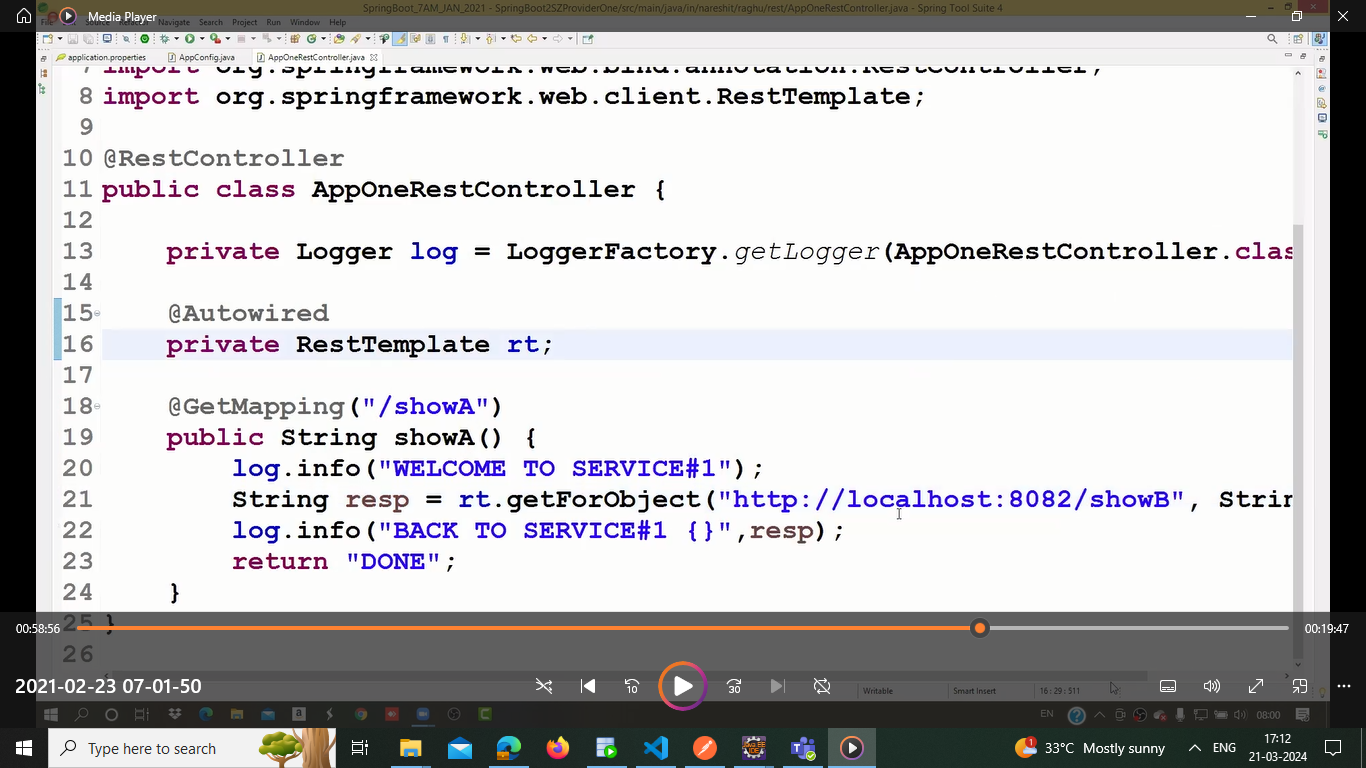 Media Player
SpringBoot_7AM_JAN_2021 - SpringBoot2SZProviderOne/src/main/java/in/nareshit/raghu/rest/AppOneRestController.java - Spring Tool Suite 4
File Edit Source Refactor Navigate Search Project Run Window Help
application.properties AppConfig.java AppOneRestController.java
7 import org.springframework.web.bind.annotation.RestController;
8 import org.springframework.web.client.RestTemplate;
9
10 @RestController
11 public class AppOneRestController {
12
13 private Logger log = LoggerFactory.getLogger(AppOneRestController.clas
14
15 @Autowired
16 private RestTemplate rt;
17
18 @GetMapping("/showA")
19 public String showA() {
20 log.info("WELCOME TO SERVICE#1");
21 String resp = rt.getForObject("http://localhost:8082/showB", Strin
22 log.info("BACK TO SERVICE#1 {}",resp);
23 return "DONE";
24 }
25 }
00:58:56 00:19:47
26
2021-02-23 07-01-50 10 30
Writable Smart Insert 16 : 29 : 511
EN 08:00
Type here to search 33°C Mostly sunny ENG 17:12
21-03-2024